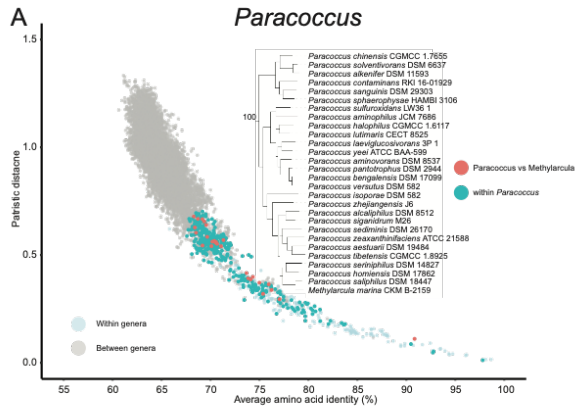 A
Paracoccus
1.5
1.0
0.5
0.0
Patristic distacne
55
60
65
70
75
80
85
90
95
100
Average amino acid identity (%)
100
Paracoccus chinensis CGMCC 1.7655
Paracoccus solventivorans DSM 6637
Paracoccus alkenifer DSM 11593
Paracoccus contaminans RKI 16-01929
Paracoccus sanguinis DSM 29303
Paracoccus sphaerophysae HAMBI 3106
Paracoccus sulfuroxidans LW36 1
Paracoccus aminophilus JCM 7686
Paracoccus halophilus CGMCC 1.6117
Paracoccus lutimaris CECT 8525
Paracoccus laeviglucosivorans 3P 1
Paracoccus yeei ATCC BAA-599
Paracoccus aminovorans DSM 8537
Paracoccus pantotrophus DSM 2944
Paracoccus bengalensis DSM 17099
Paracoccus versutus DSM 582
Paracoccus isoporae DSM 582
Paracoccus zhejiangensis J6
Paracoccus alcaliphilus DSM 8512
Paracoccus siganidrum M26
Paracoccus sediminis DSM 26170
Paracoccus zeaxanthinifaciens ATCC 21588
Paracoccus aestuarii DSM 19484
Paracoccus tibetensis CGMCC 1.8925
Paracoccus seriniphilus DSM 14827
Paracoccus homiensis DSM 17862
Paracoccus saliphilus DSM 18447
Methylarcula marina CKM B-2159
Paracoccus vs Methylarcula
within Paracoccus
Within genera
Between genera